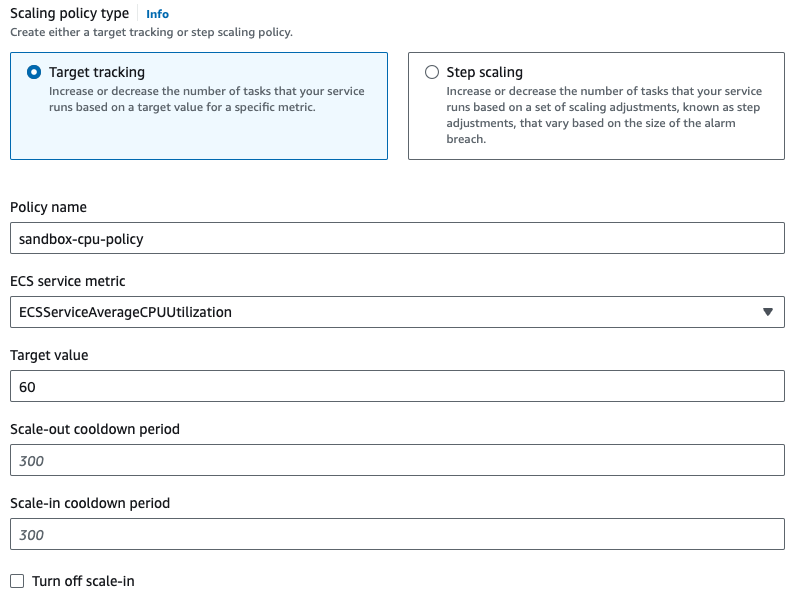 Scaling policy type Info
Create either a target tracking or step scaling policy.
Target tracking
Increase or decrease the number of tasks that your service
runs based on a target value for a specific metric.
Step scaling
Increase or decrease the number of tasks that your service
runs based on a set of scaling adjustments, known as step
adjustments, that vary based on the size of the alarm
breach.
Policy name
sandbox-cpu-policy
ECS service metric
ECSServiceAverageCPUUtilization
Target value
60
Scale-out cooldown period
300
Scale-in cooldown period
300
Turn off scale-in